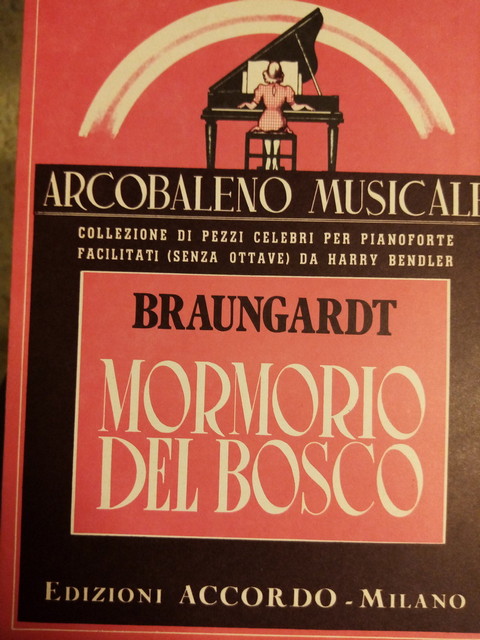 ARCOBALENO MUSICALE
COLLEZIONE DI PEZZI CELEBRI PER PIANOFORTE
FACILITATI (SENZA OTTAVE) DA HARRY BENDLER
BRAUNGARDT
MORMORIO
DEL BOSCO
EDIZIONI ACCORDO - MILANO